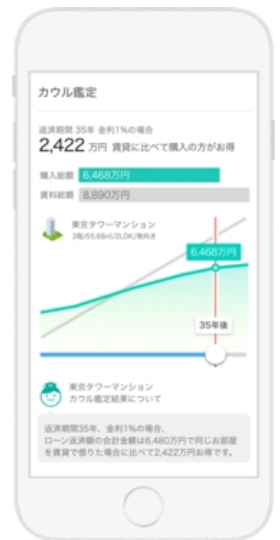 カウル鑑定
返済期間 35年 金利1%の場合
2,422 万円 賃貸に比べて購入の方がお得
購入総額 6,468万円
賃料総額 8,890万円
東京タワーマンション
3階/55.68㎡/2LDK/南向き
6,468万円
35年後
東京タワーマンション
カウル鑑定結果について
返済期間35年、金利1%の場合、
ローン返済額の合計金額は6,480万円で同じお部屋
を賃貸で借りた場合に比べて2,422万円お得です。